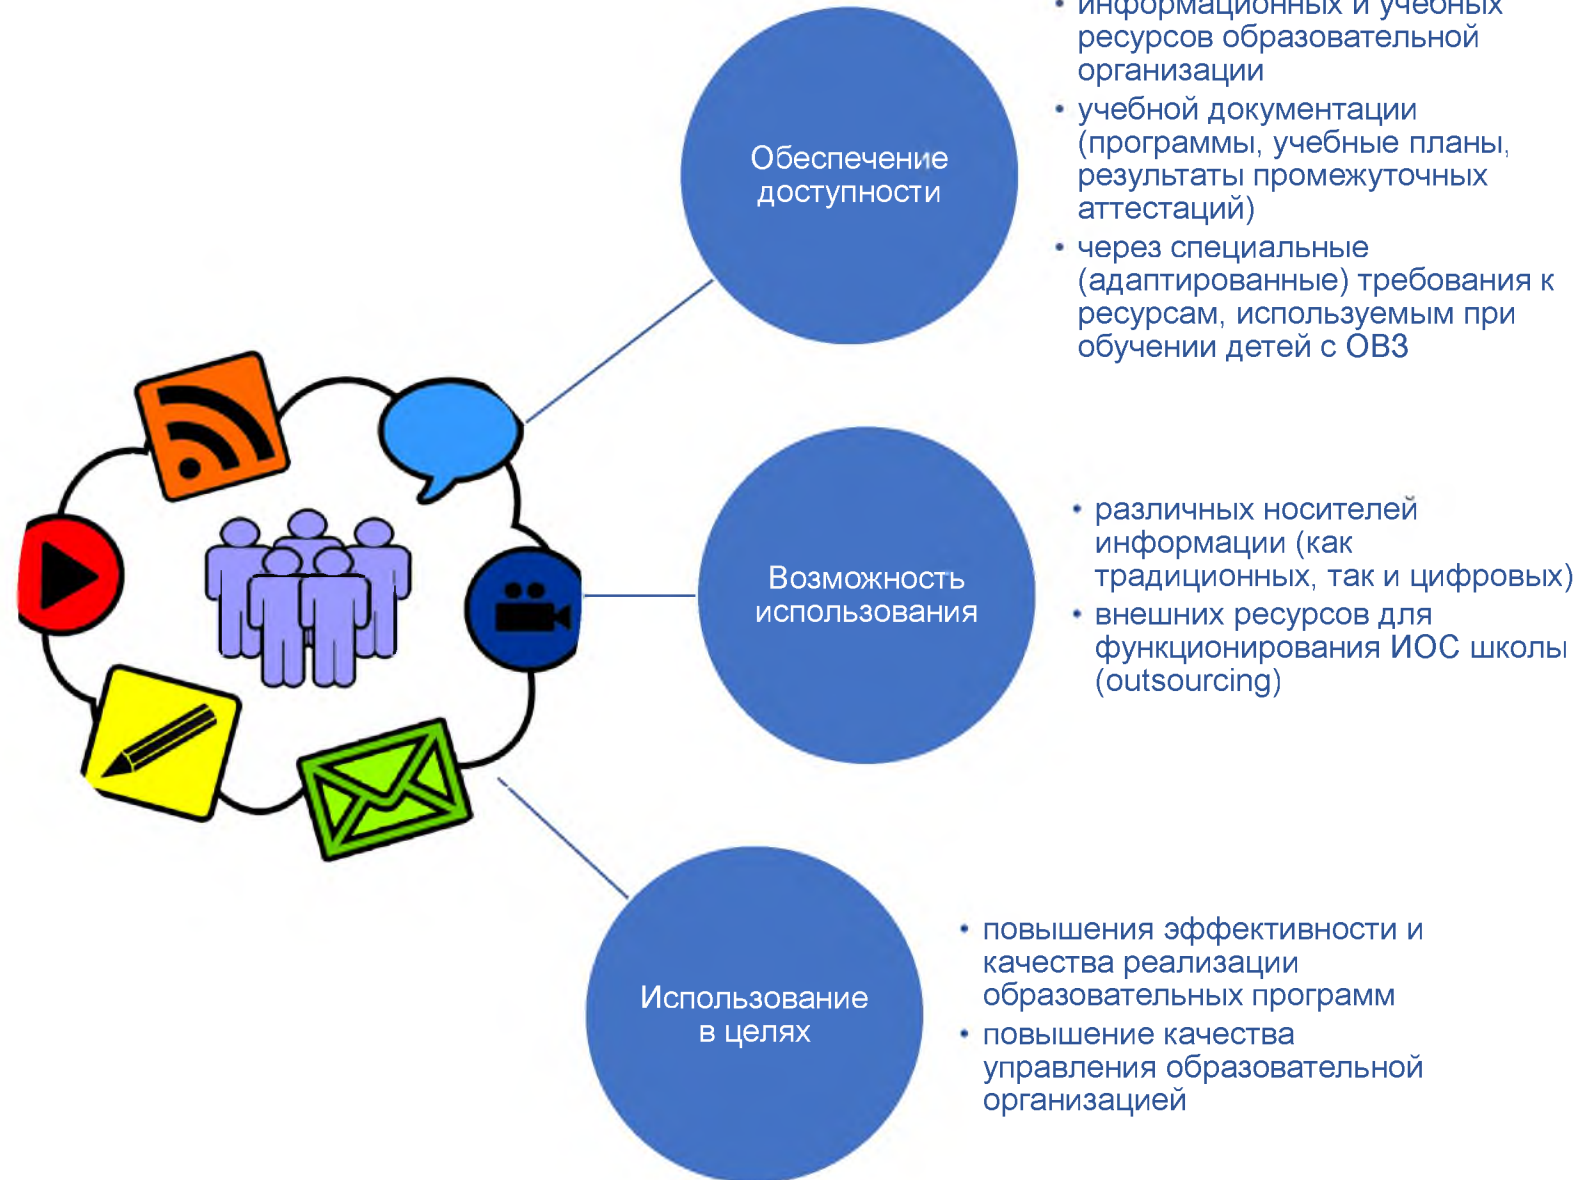 Обеспечение
доступности
• информационных и учебных
ресурсов образовательной
организации
• учебной документации
(программы, учебные планы,
результаты промежуточных
аттестаций)
• через специальные
(адаптированные) требования к
ресурсам, используемым при
обучении детей с ОВЗ
Возможность
использования
• различных носителей
информации (как
традиционных, так и цифровых)
• внешних ресурсов для
функционирования ИОС школы
(outsourcing)
Использование
в целях
• повышения эффективности и
качества реализации
образовательных программ
• повышение качества
управления образовательной
организацией